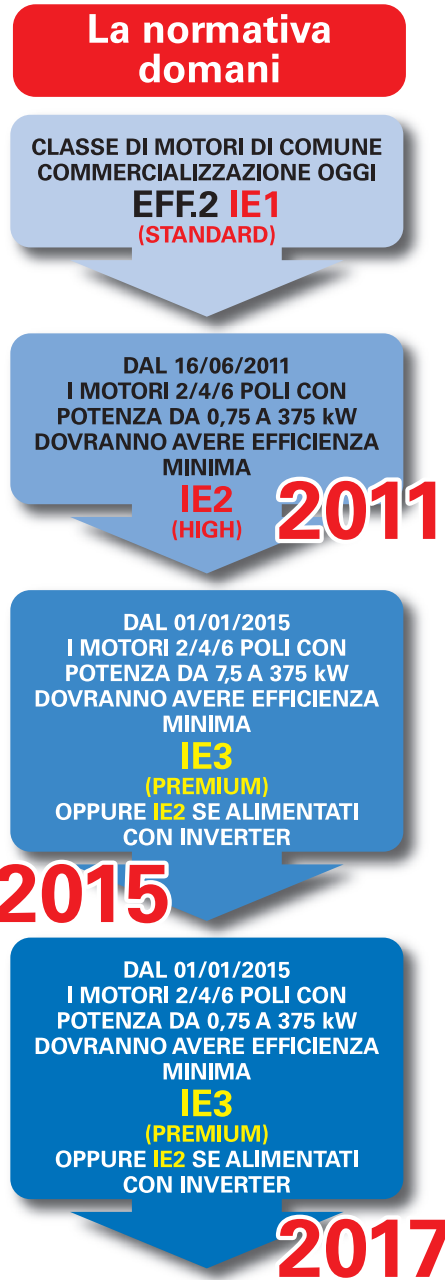 La normativa
domani
CLASSE DI MOTORI DI COMUNE
COMMERCIALIZZAZIONE OGGI
EFF.2 IE1
(STANDARD)
DAL 16/06/2011
I MOTORI 2/4/6 POLI CON
POTENZA DA 0,75 A 375 kW
DOVRANNO AVERE EFFICIENZA
MINIMA
IE2
(HIGH)
2011
DAL 01/01/2015
I MOTORI 2/4/6 POLI CON
POTENZA DA 7,5 A 375 kW
DOVRANNO AVERE EFFICIENZA
MINIMA
IE3
(PREMIUM)
OPPURE IE2 SE ALIMENTATI
CON INVERTER
2015
DAL 01/01/2015
I MOTORI 2/4/6 POLI CON
POTENZA DA 0,75 A 375 kW
DOVRANNO AVERE EFFICIENZA
MINIMA
IE3
(PREMIUM)
OPPURE IE2 SE ALIMENTATI
CON INVERTER
2017